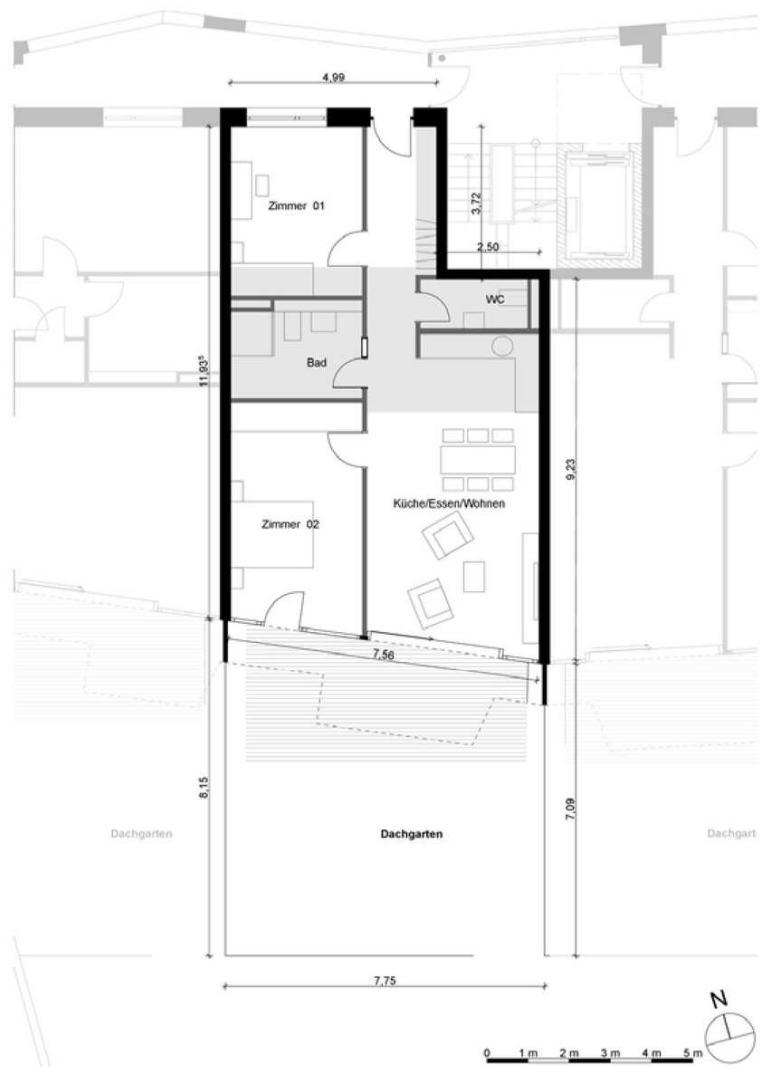 4,99
Zimmer 01
3,72
2,50
WC
Bad
11,93⁵
9,23
Küche/Essen/Wohnen
Zimmer 02
7,56
8,15
7,09
Dachgarten
Dachgarten
Dachgart
7,75
N
0 1 m 2 m 3 m 4 m 5 m